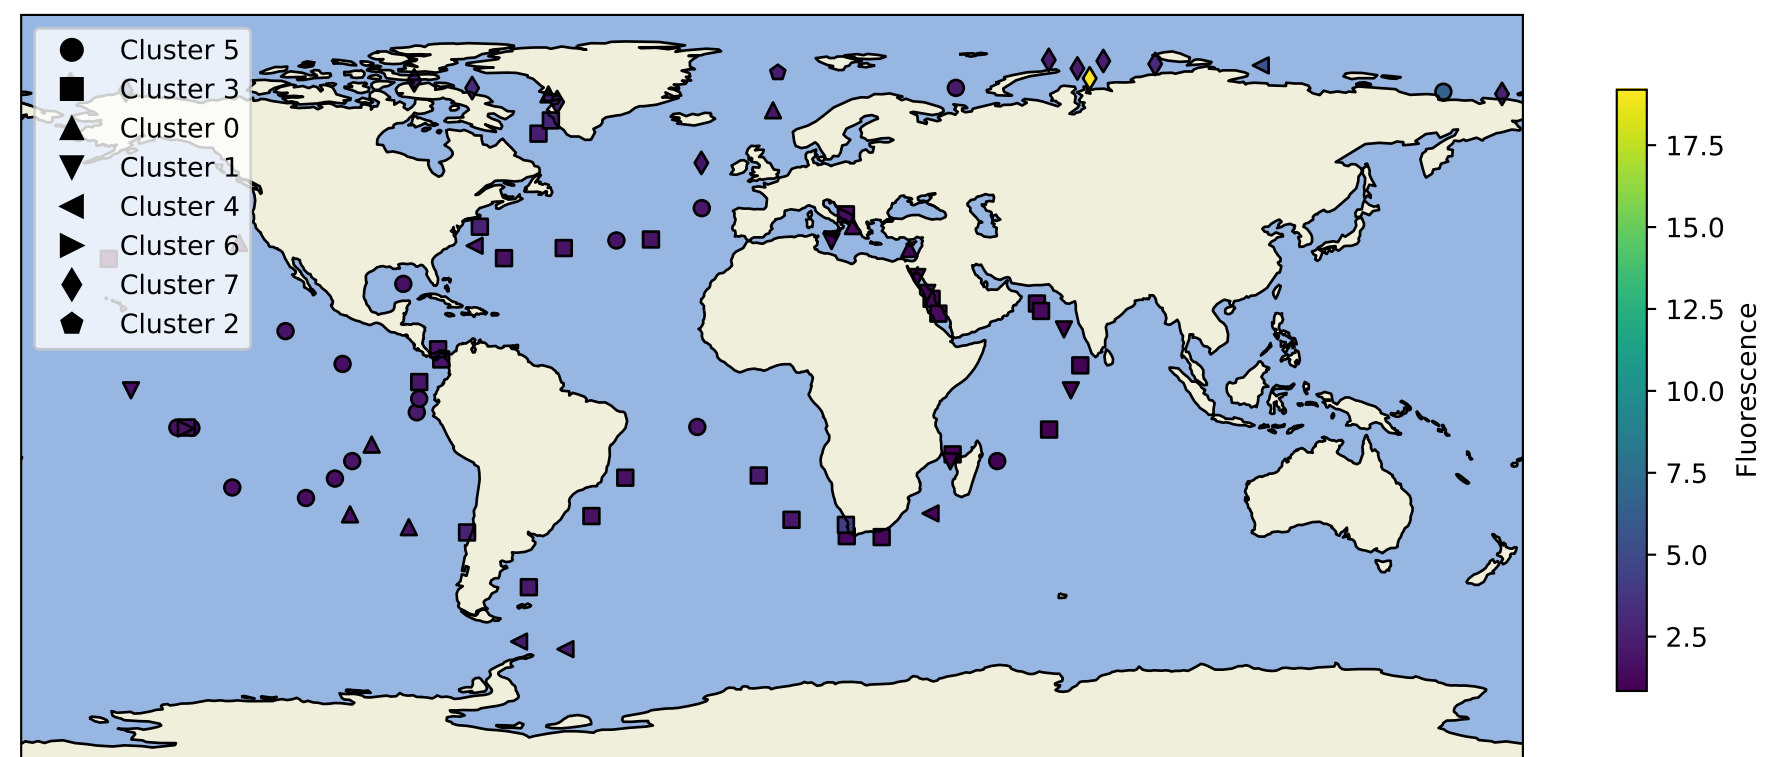 Cluster 5
Cluster 3
Cluster 0
Cluster 1
Cluster 4
Cluster 6
Cluster 7
Cluster 2
17.5
15.0
12.5
10.0
7.5
5.0
2.5
Fluorescence